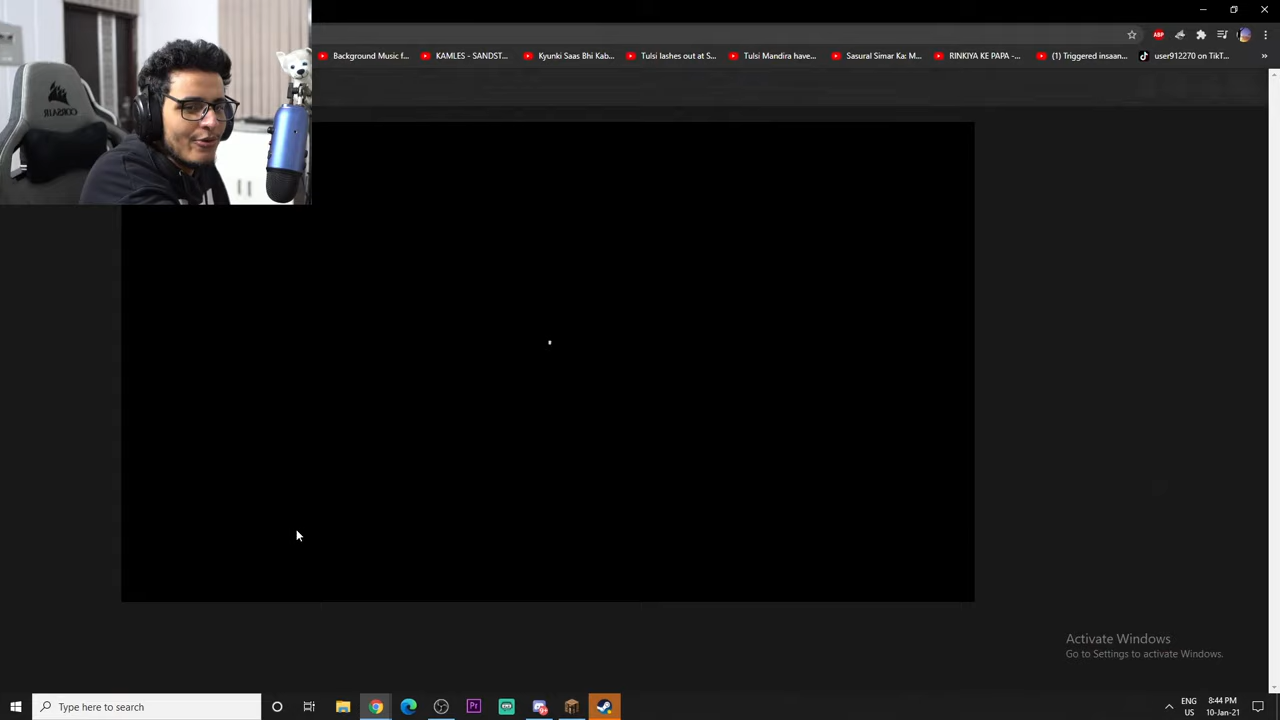 Background Music f...
KAMLES - SANDST...
Kyunki Saas Bhi Kab...
Tulsi lashes out at S...
Tulsi Mandira have...
Sasural Simar Ka: M...
RINKIYA KE PAPA -...
(1) Triggered insaan...
user912270 on TikT...
ABP
CORSAIR
Activate Windows
Go to Settings to activate Windows.
Type here to search
Pr
ENG
US
8:44 PM
10-Jan-21